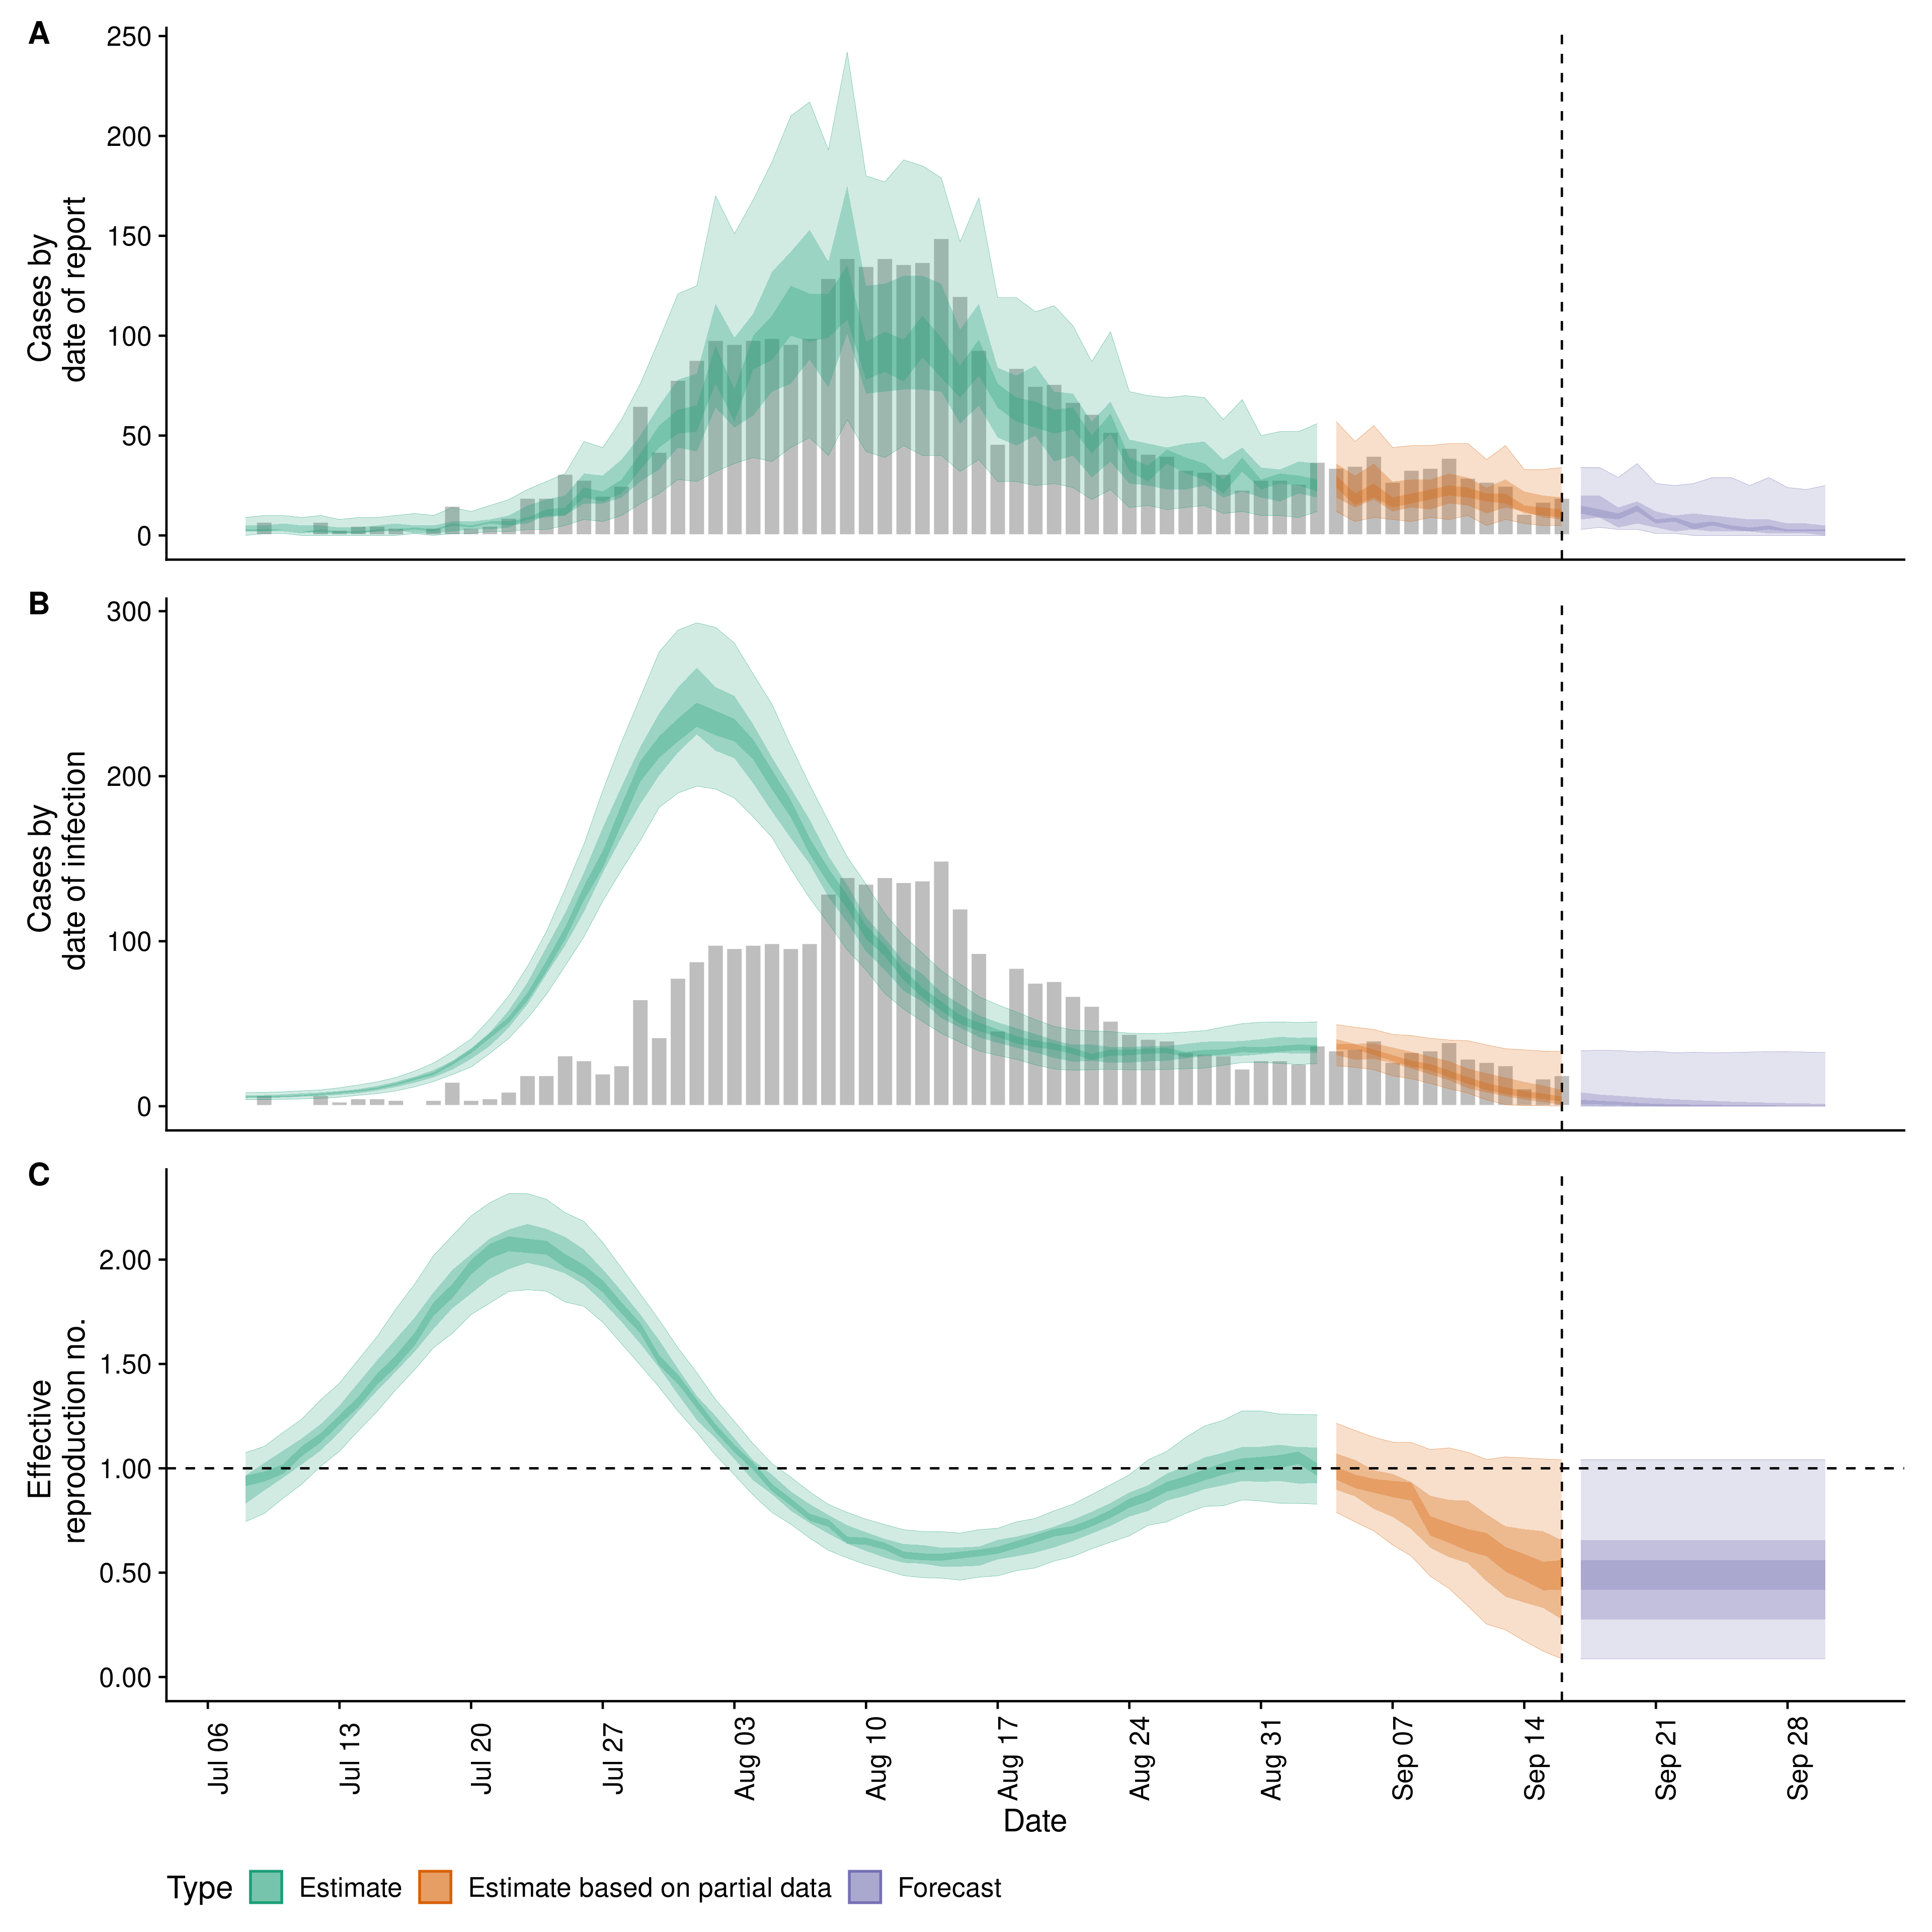 A
250
200
150
100
50
0
Cases by
date of report
B
300
200
100
0
Cases by
date of infection
C
2.00
1.50
1.00
0.50
0.00
Effective
reproduction no.
Jul 06
Jul 13
Jul 20
Jul 27
Aug 03
Aug 10
Aug 17
Aug 24
Aug 31
Sep 07
Sep 14
Sep 21
Sep 28
Date
Type Estimate Estimate based on partial data Forecast